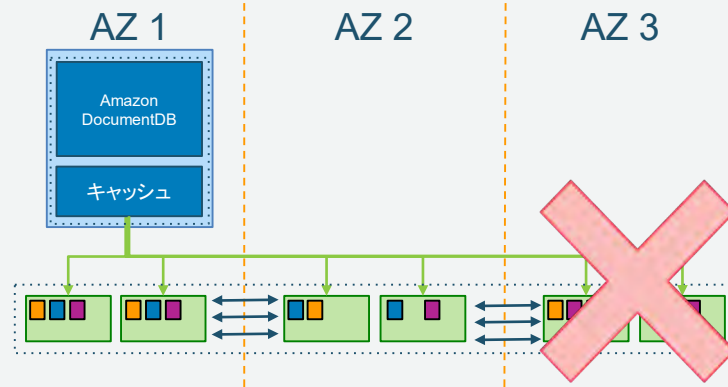 AZ 1
AZ 2
AZ 3
Amazon
DocumentDB
キャッシュ